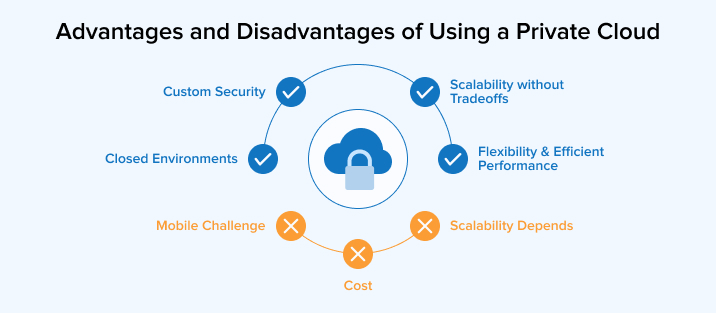 Advantages and Disadvantages of Using a Private Cloud
Custom Security
Scalability without
Tradeoffs
Closed Environments
Flexibility & Efficient
Performance
Mobile Challenge
Scalability Depends
Cost